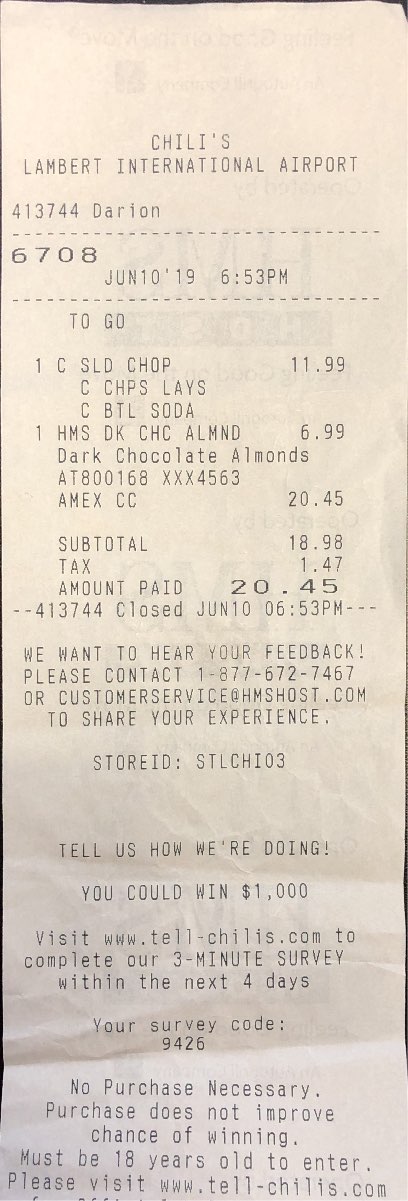 CHILI'S
LAMBERT INTERNATIONAL AIRPORT
413744 Darion
--------------------------------
6708
JUN10'19 6:53PM
--------------------------------
TO GO
1 C SLD CHOP 11.99
C CHPS LAYS
C BTL SODA
1 HMS DK CHC ALMND 6.99
Dark Chocolate Almonds
AT800168 XXX4563
AMEX CC 20.45
SUBTOTAL 18.98
TAX 1.47
AMOUNT PAID 20.45
--413744 Closed JUN10 06:53PM---
WE WANT TO HEAR YOUR FEEDBACK!
PLEASE CONTACT 1-877-672-7467
OR CUSTOMERSERVICE@HMSHOST.COM
TO SHARE YOUR EXPERIENCE.
STOREID: STLCHI03
TELL US HOW WE'RE DOING!
YOU COULD WIN $1,000
Visit www.tell-chilis.com to
complete our 3-MINUTE SURVEY
within the next 4 days
Your survey code:
9426
No Purchase Necessary.
Purchase does not improve
chance of winning.
Must be 18 years old to enter.
Please visit www.tell-chilis.com